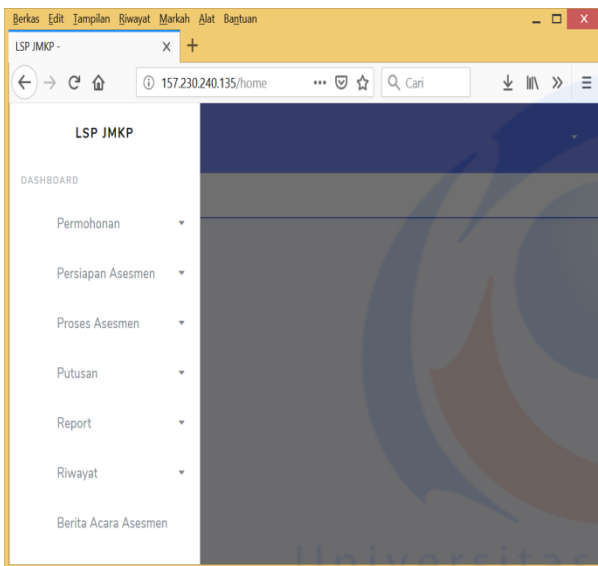 Berkas Edit Tampilan Riwayat Markah Alat Bantuan
LSP JMKP -
157.230.240.135/home
Cari
LSP JMKP
DASHBOARD
Permohonan
Persiapan Asesmen
Proses Asesmen
Putusan
Report
Riwayat
Berita Acara Asesmen
Universitas